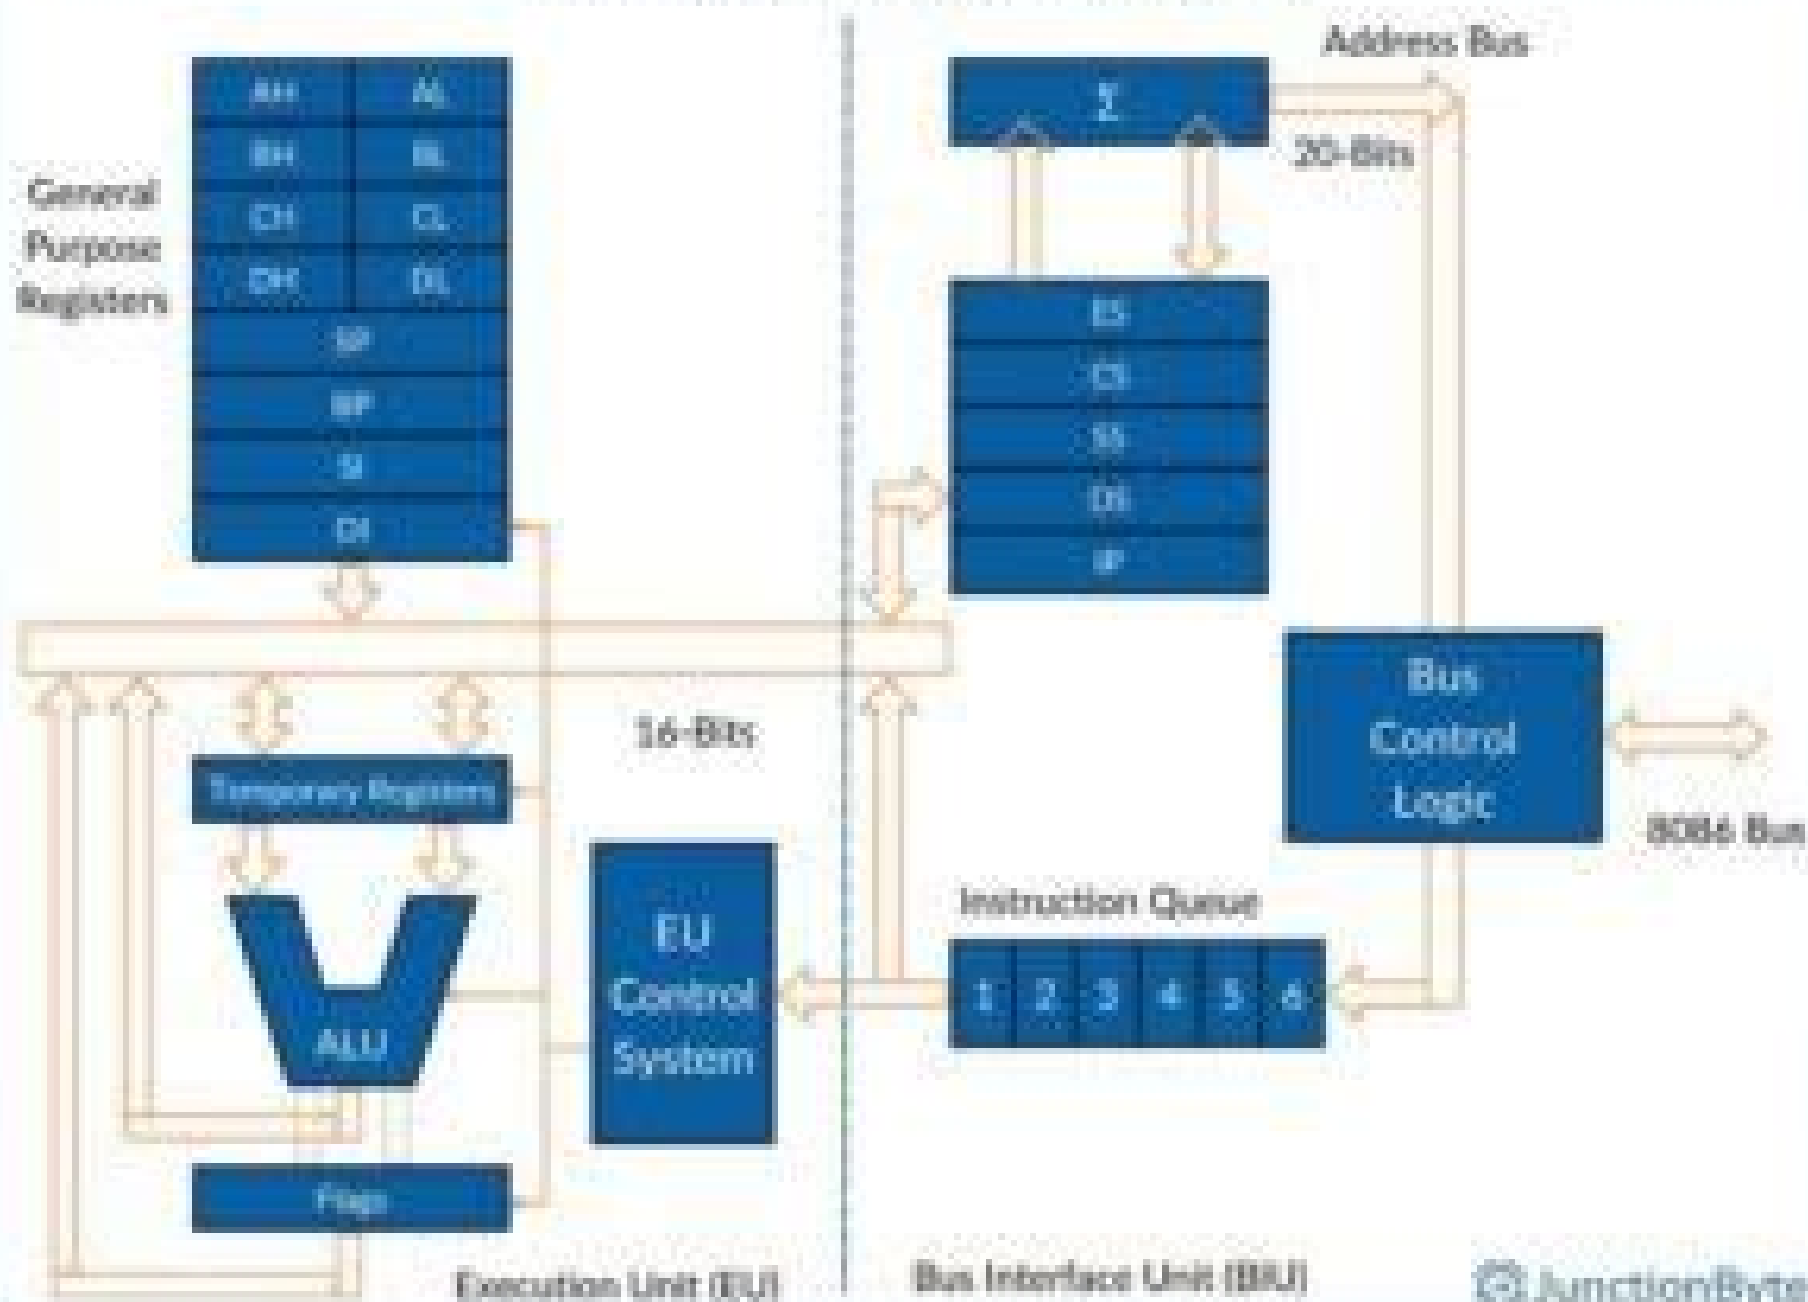 Address Bus
AH AL
BH BL
CH CL
DH DL
SP
BP
SI
DI
General
Purpose
Registers
Σ
20-Bits
ES
CS
SS
DS
IP
16-Bits
Temporary Registers
ALU
Flags
EU
Control
System
Bus
Control
Logic
8086 Bus
Instruction Queue
1 2 3 4 5 6
Execution Unit (EU)
Bus Interface Unit (BIU)
JunctionByte